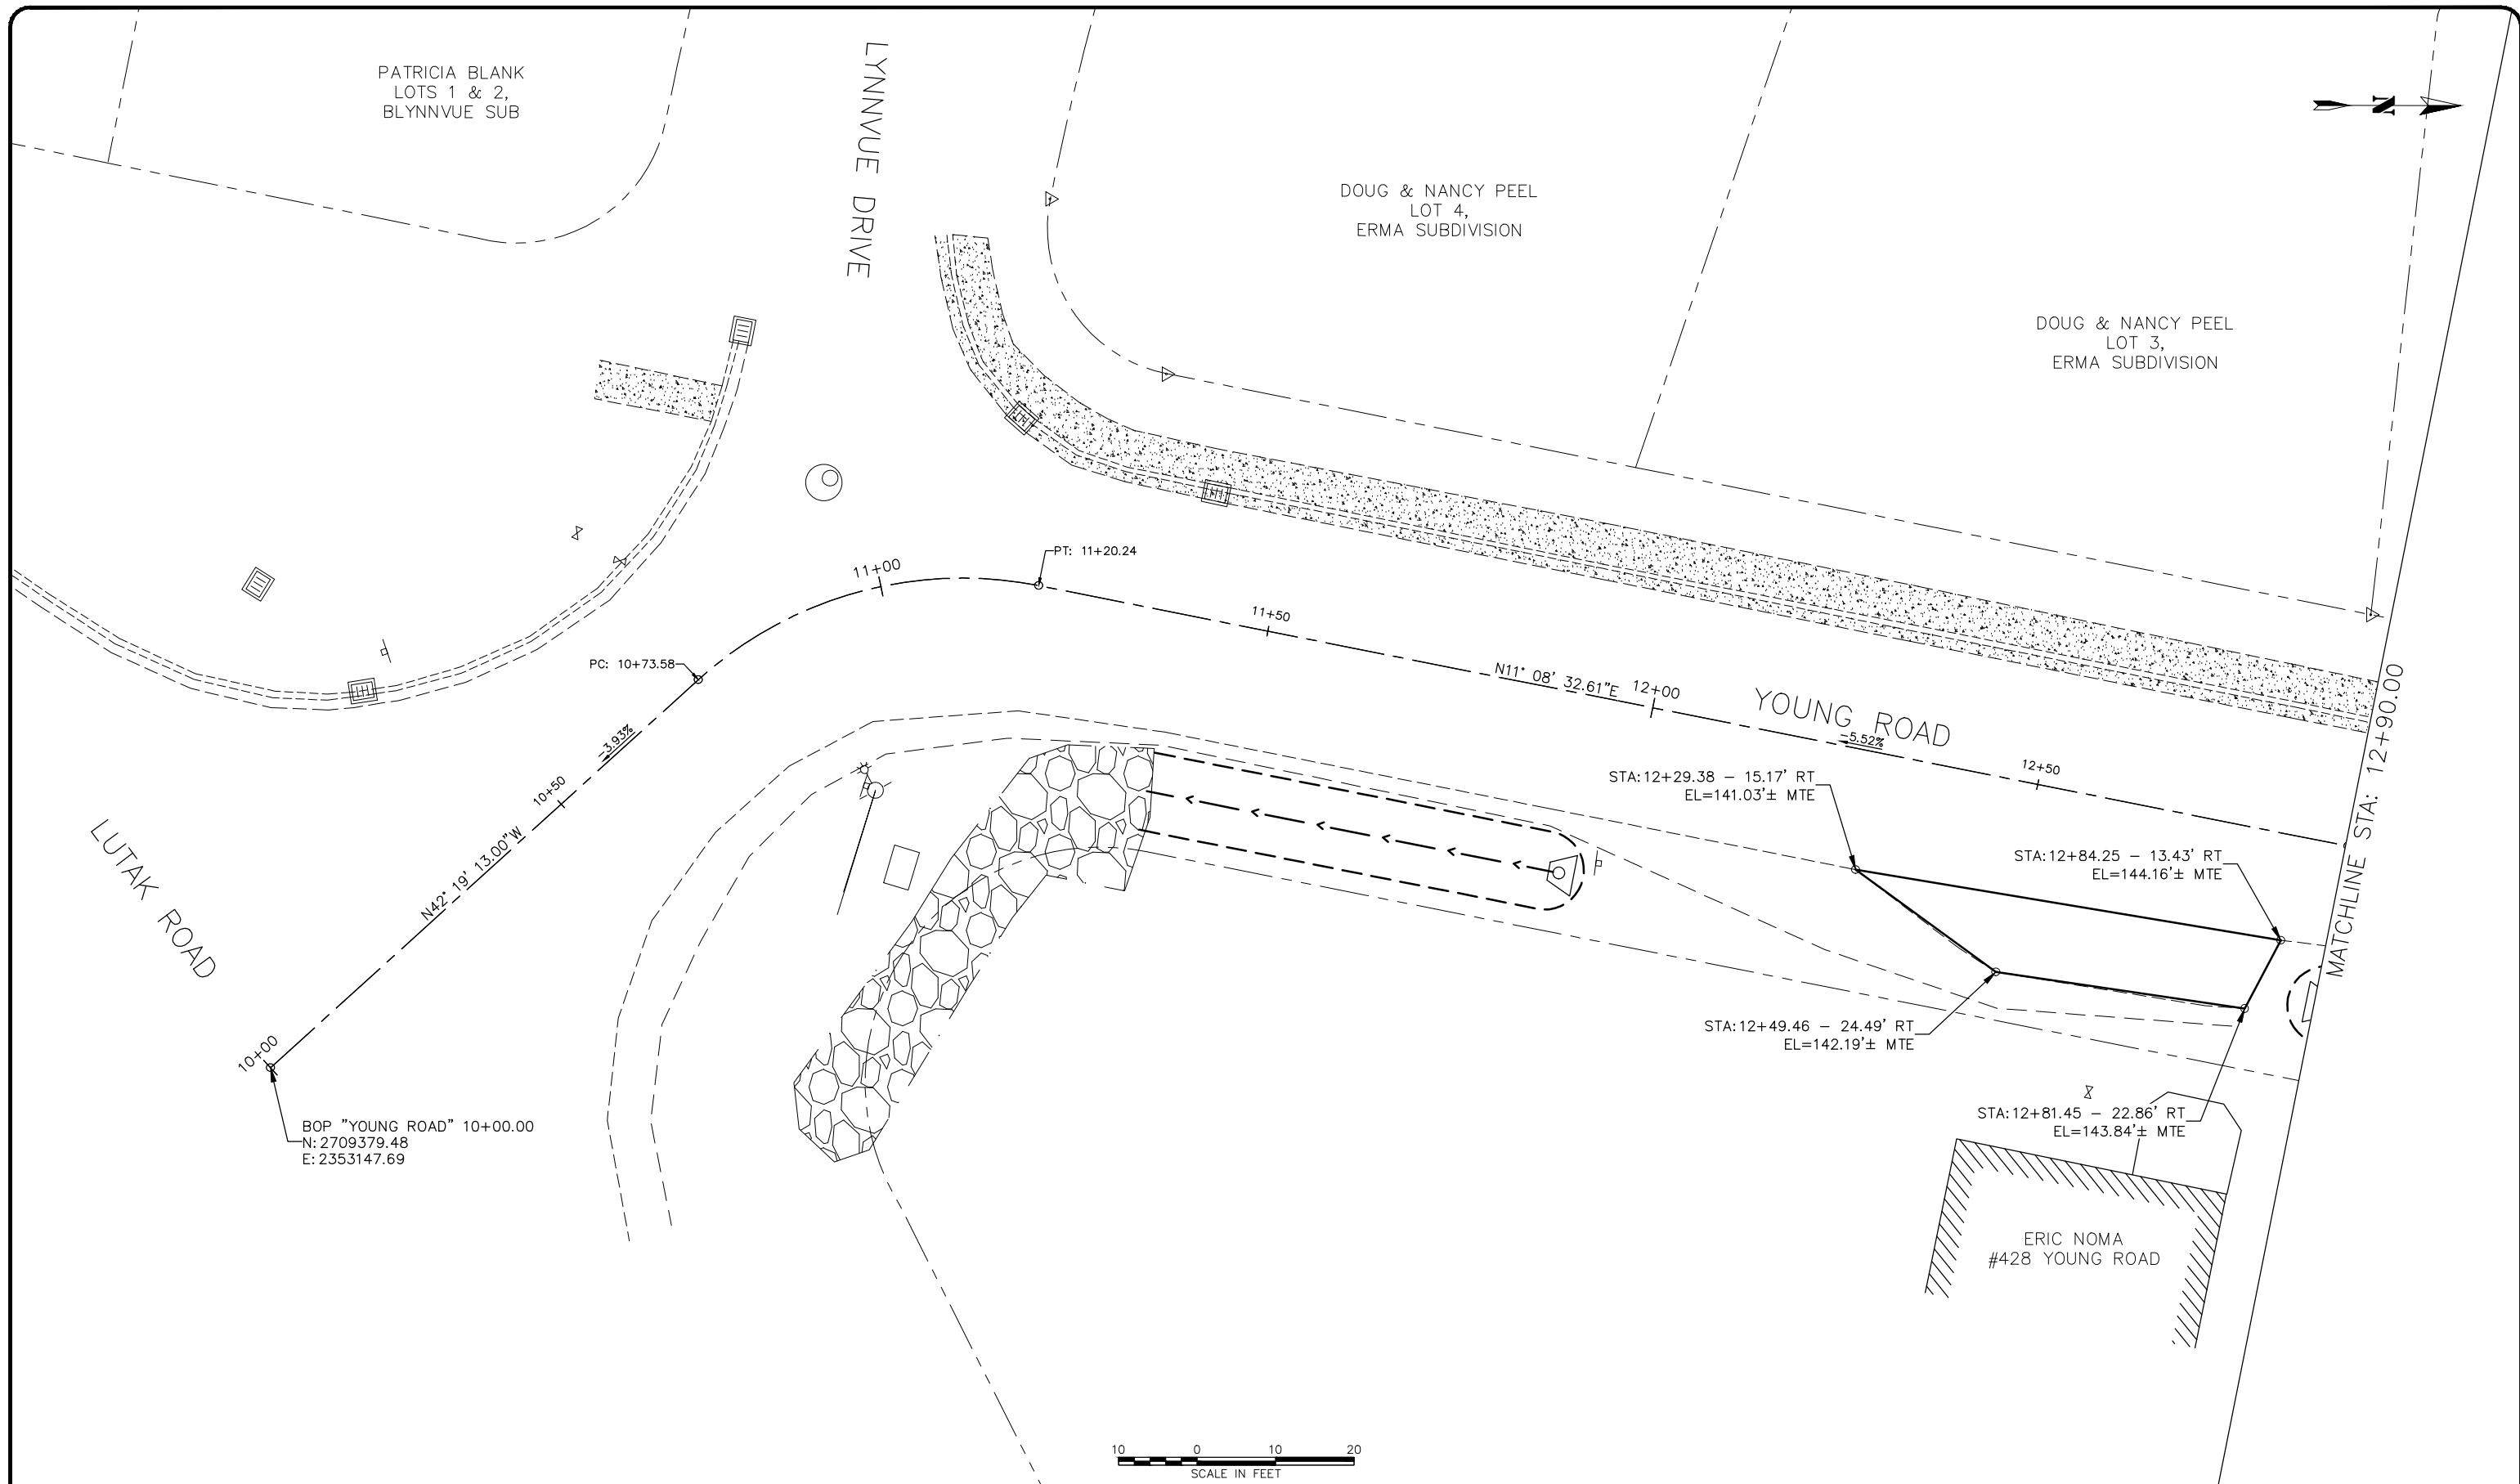 PATRICIA BLANK
LOTS 1 & 2,
BLYNNVUE SUB
LYNNVUE DRIVE
N
DOUG & NANCY PEEL
LOT 4,
ERMA SUBDIVISION
DOUG & NANCY PEEL
LOT 3,
ERMA SUBDIVISION
PT: 11+20.24
11+00
11+50
PC: 10+73.58
N11° 08' 32.61"E
12+00
YOUNG ROAD
-5.52%
12+50
MATCHLINE STA: 12+90.00
-3.93%
10+50
N42° 19' 13.00"W
LUTAK ROAD
STA:12+29.38 - 15.17' RT
EL=141.03'± MTE
STA:12+84.25 - 13.43' RT
EL=144.16'± MTE
STA:12+49.46 - 24.49' RT
EL=142.19'± MTE
10+00
BOP "YOUNG ROAD" 10+00.00
N:2709379.48
E:2353147.69
STA:12+81.45 - 22.86' RT
EL=143.84'± MTE
ERIC NOMA
#428 YOUNG ROAD
10 0 10 20
SCALE IN FEET